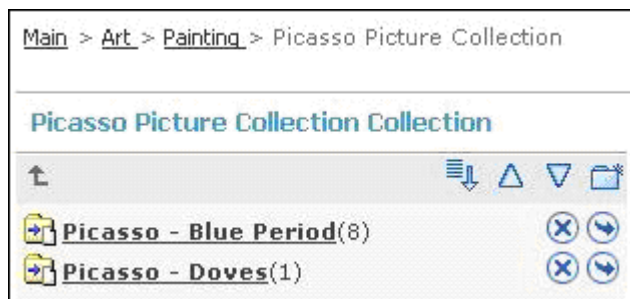 Main > Art > Painting > Picasso Picture Collection
Picasso Picture Collection Collection
Picasso - Blue Period(8)
Picasso - Doves(1)